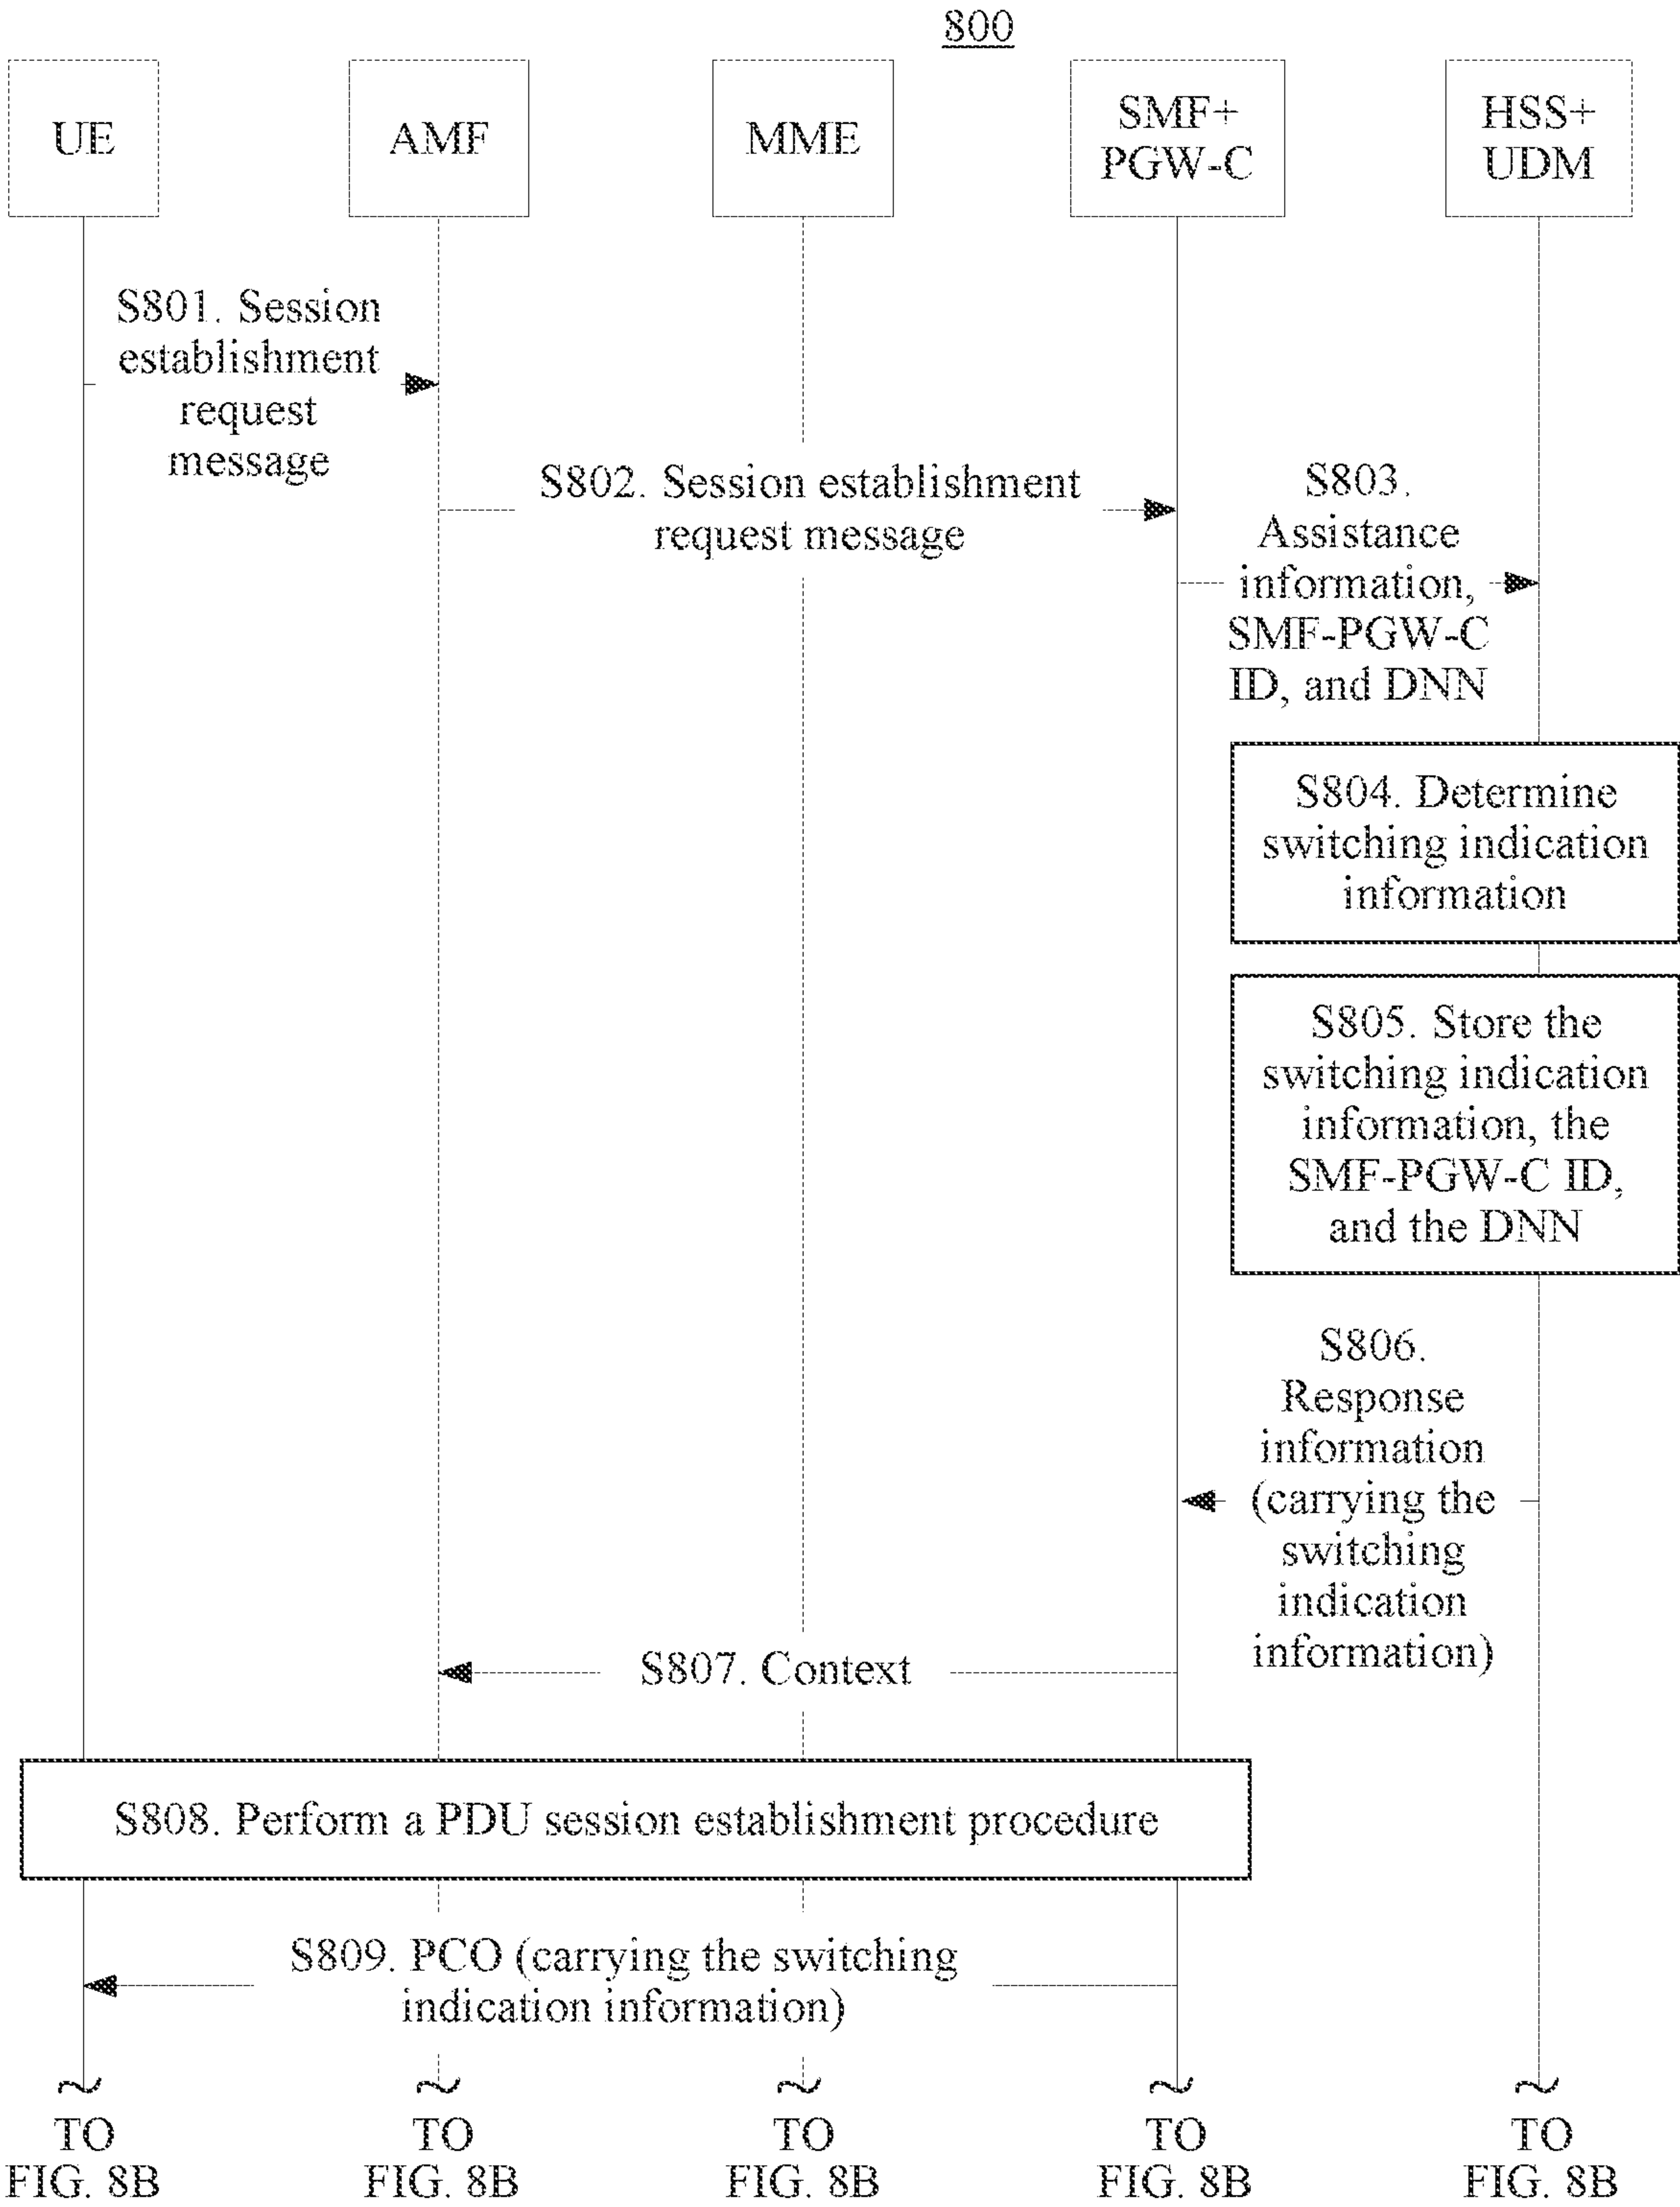 800
UE
AMF
MME
SMF+
PGW-C
HSS+
UDM
S801. Session
establishment
request
message
S802. Session establishment
request message
S803.
Assistance
information,
SMF-PGW-C
ID, and DNN
S804. Determine
switching indication
information
S805. Store the
switching indication
information, the
SMF-PGW-C ID,
and the DNN
S806.
Response
information
(carrying the
switching
indication
information)
S807. Context
S808. Perform a PDU session establishment procedure
S809. PCO (carrying the switching
indication information)
TO
FIG. 8B
TO
FIG. 8B
TO
FIG. 8B
TO
FIG. 8B
TO
FIG. 8B